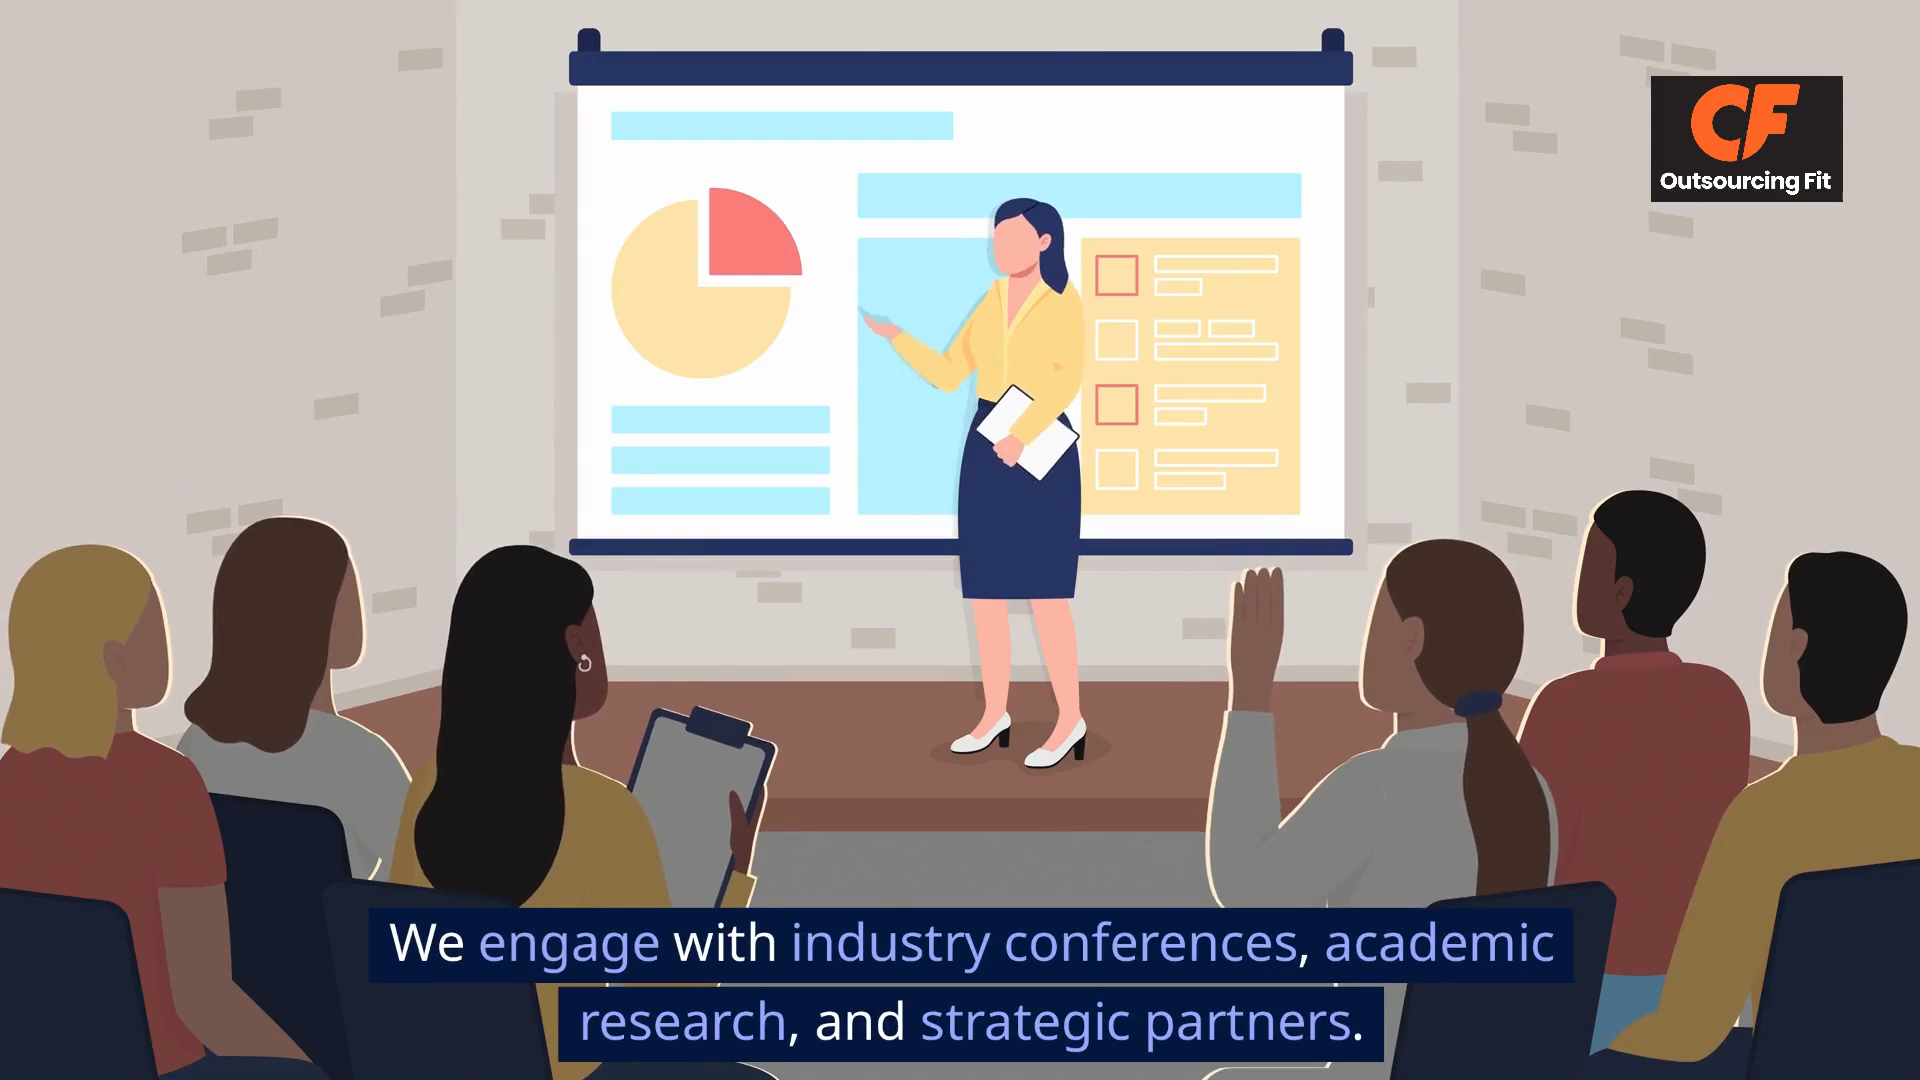 CF
Outsourcing Fit
We engage with industry conferences, academic
research, and strategic partners.